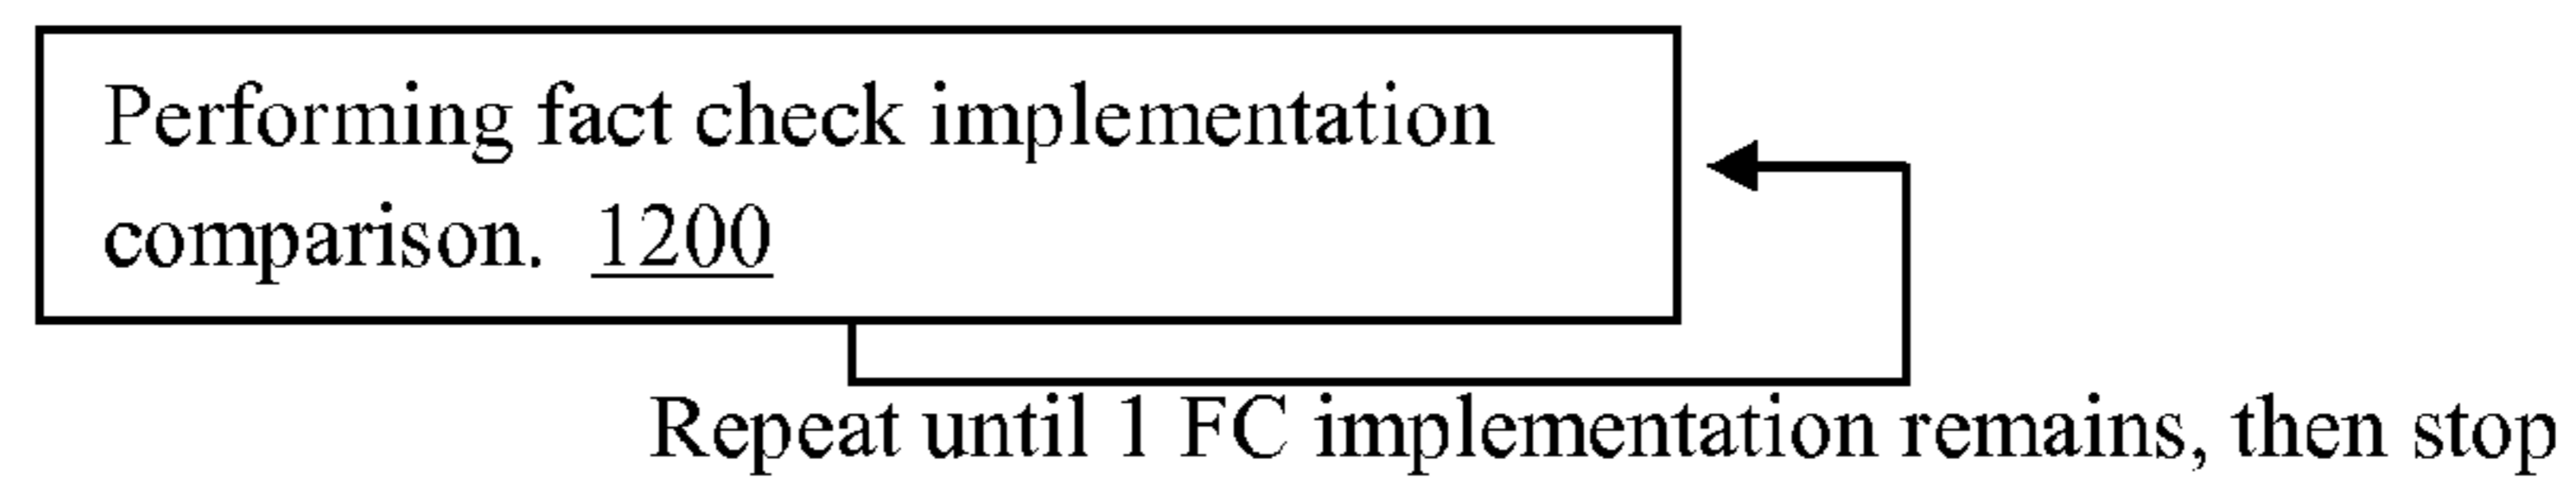 Performing fact check implementation
comparison. 1200
Repeat until 1 FC implementation remains, then stop